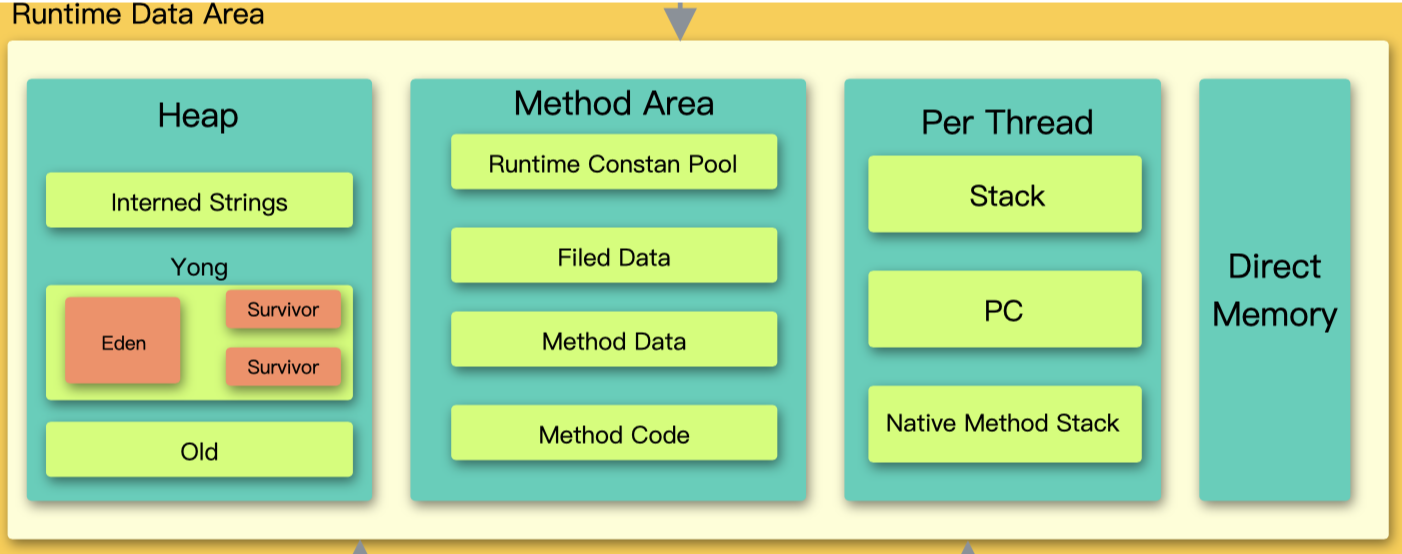 Runtime Data Area
Heap
Interned Strings
Yong
Eden
Survivor
Survivor
Old
Method Area
Runtime Constan Pool
Filed Data
Method Data
Method Code
Per Thread
Stack
PC
Native Method Stack
Direct
Memory